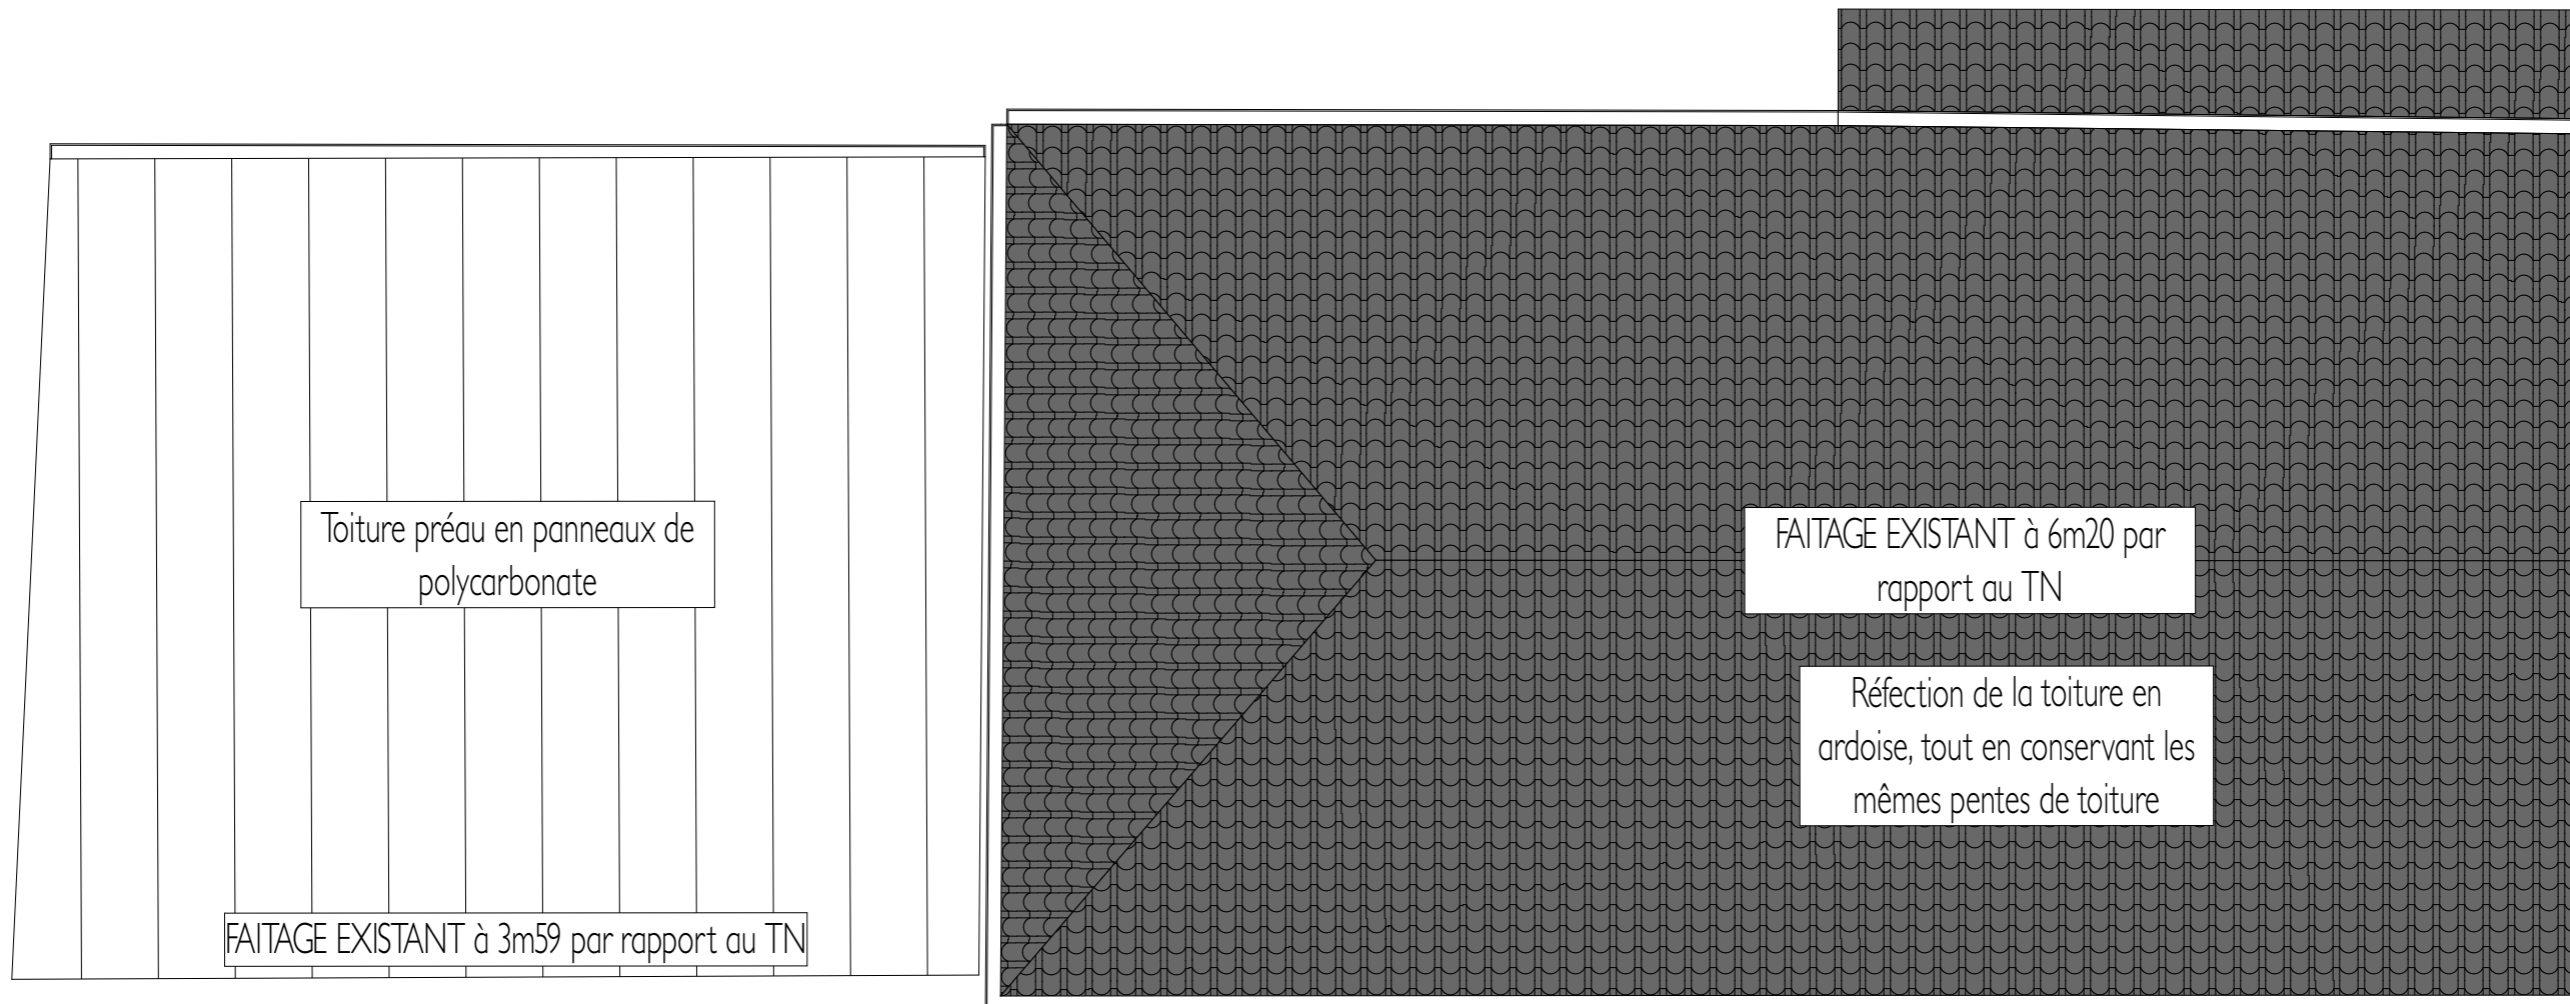 Toiture préau en panneaux de
polycarbonate
FAITAGE EXISTANT à 3m59 par rapport au TN
FAITAGE EXISTANT à 6m20 par
rapport au TN
Réfection de la toiture en
ardoise, tout en conservant les
mêmes pentes de toiture